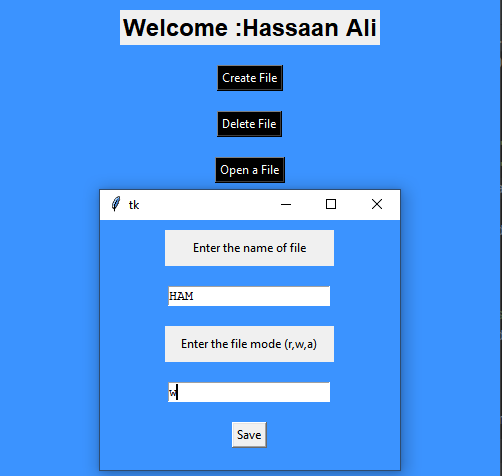 Welcome :Hassaan Ali
Create File
Delete File
Open a File
tk
Enter the name of file
HAM
Enter the file mode (r,w,a)
w
Save